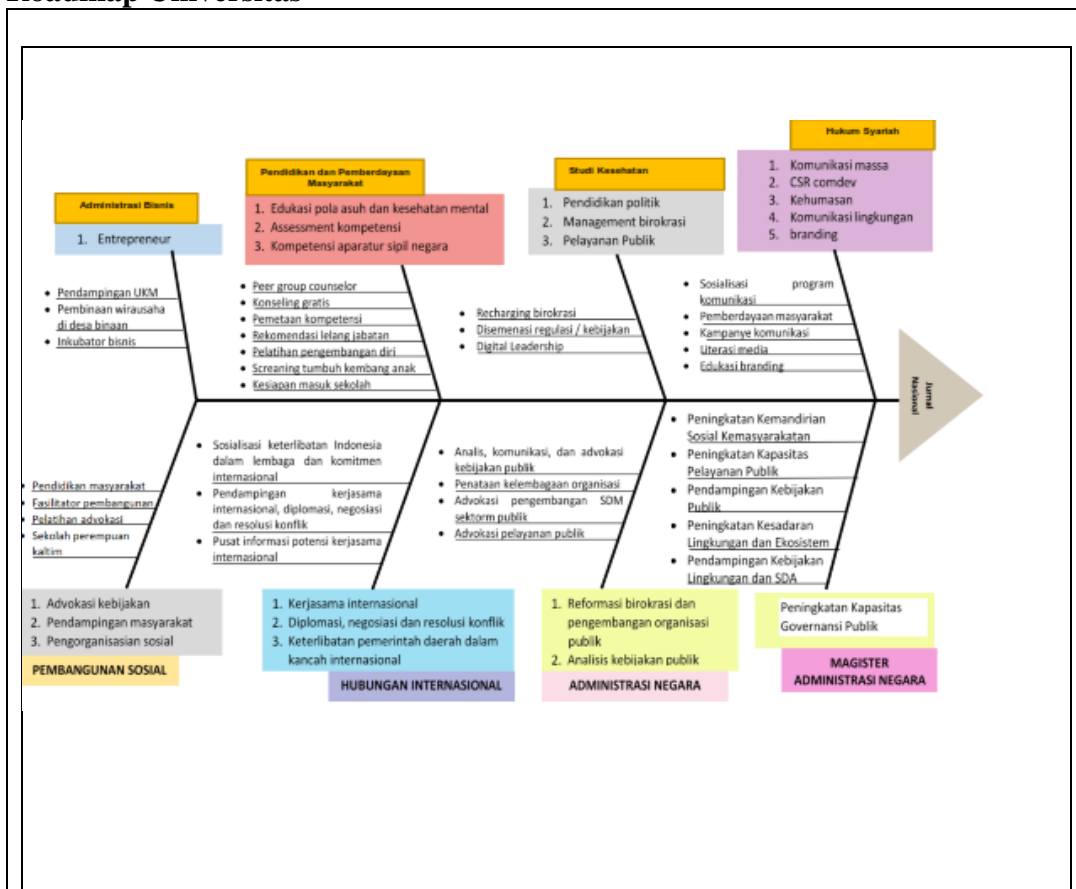 Roadmap Universitas
Hukum Syariah
1. Komunikasi massa
2. CSR comdev
3. Kehumasan
4. Komunikasi lingkungan
5. branding
Pendidikan dan Pemberdayaan
Masyarakat
1. Edukasi pola asuh dan kesehatan mental
2. Assessment kompetensi
3. Kompetensi aparatur sipil negara
Studi Kesehatan
1. Pendidikan politik
2. Management birokrasi
3. Pelayanan Publik
Administrasi Bisnis
1. Entrepreneur
• Pendampingan UKM
• Pembinaan wirausaha
di desa binaan
• Inkubator bisnis
• Peer group counselor
• Konseling gratis
• Pemetaan kompetensi
• Rekomendasi lelang jabatan
• Pelatihan pengembangan diri
• Screaning tumbuh kembang anak
• Kesiapan masuk sekolah
• Recharging birokrasi
• Disemenasi regulasi / kebijakan
• Digital Leadership
• Sosialisasi program
komunikasi
• Pemberdayaan masyarakat
• Kampanye komunikasi
• Literasi media
• Edukasi branding
Jurnal
Nasional
• Pendidikan masyarakat
• Fasilitator pembangunan
• Pelatihan advokasi
• Sekolah perempuan
kaltim
• Sosialisasi keterlibatan Indonesia
dalam lembaga dan komitmen
internasional
• Pendampingan kerjasama
internasional, diplomasi, negosiasi
dan resolusi konflik
• Pusat informasi potensi kerjasama
internasional
• Analis, komunikasi, dan advokasi
kebijakan publik
• Penataan kelembagaan organisasi
• Advokasi pengembangan SDM
sektorm publik
• Advokasi pelayanan publik
• Peningkatan Kemandirian
Sosial Kemasyarakatan
• Peningkatan Kapasitas
Pelayanan Publik
• Pendampingan Kebijakan
Publik
• Peningkatan Kesadaran
Lingkungan dan Ekosistem
• Pendampingan Kebijakan
Lingkungan dan SDA
1. Advokasi kebijakan
2. Pendampingan masyarakat
3. Pengorganisasian sosial
PEMBANGUNAN SOSIAL
1. Kerjasama internasional
2. Diplomasi, negosiasi dan resolusi konflik
3. Keterlibatan pemerintah daerah dalam
kancah internasional
HUBUNGAN INTERNASIONAL
1. Reformasi birokrasi dan
pengembangan organisasi
publik
2. Analisis kebijakan publik
ADMINISTRASI NEGARA
Peningkatan Kapasitas
Governansi Publik
MAGISTER
ADMINISTRASI NEGARA